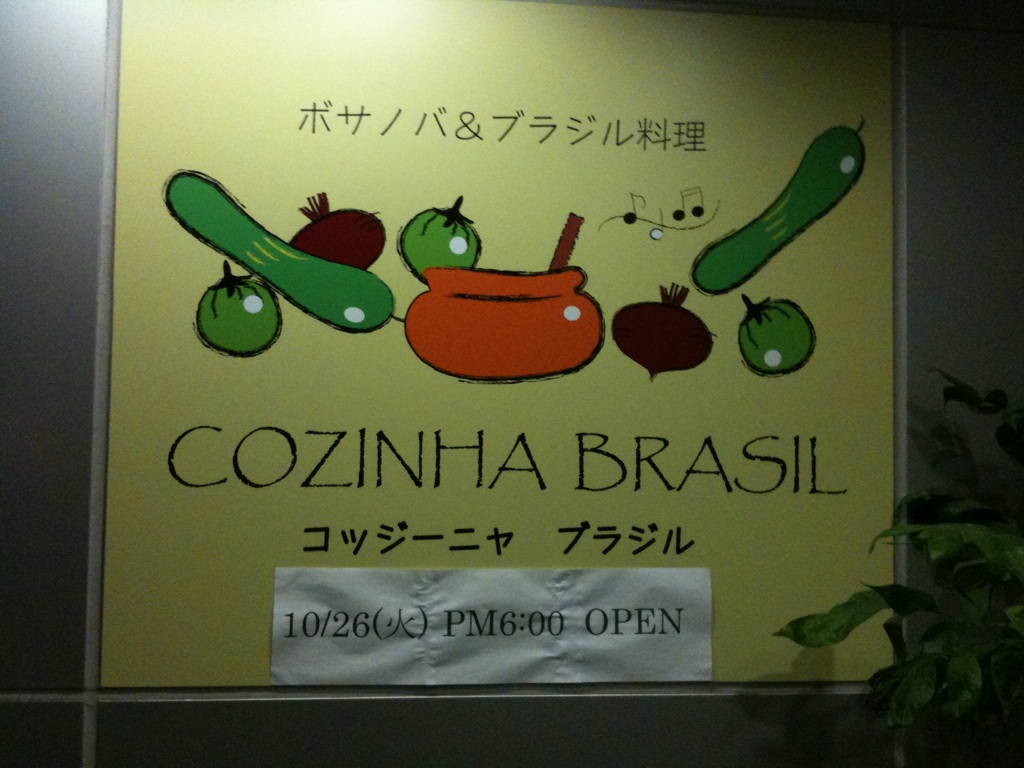 ボサノバ&ブラジル料理
COZINHA BRASIL
コッジーニャ ブラジル
10/26(火) PM6:00 OPEN